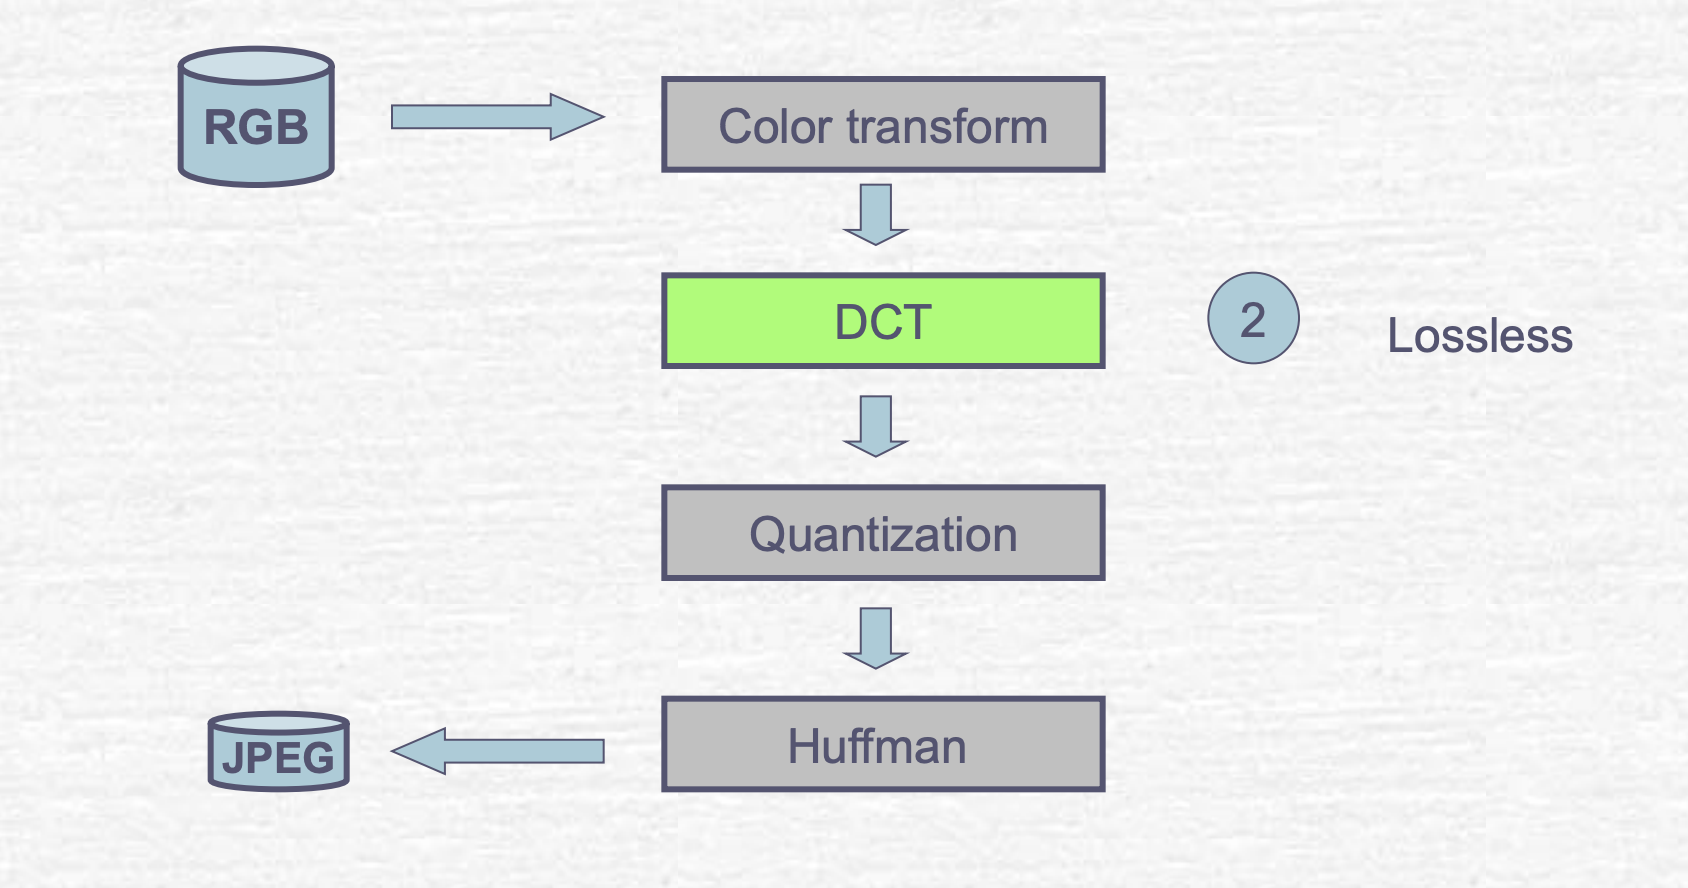 RGB
Color transform
DCT
2
Lossless
Quantization
Huffman
JPEG